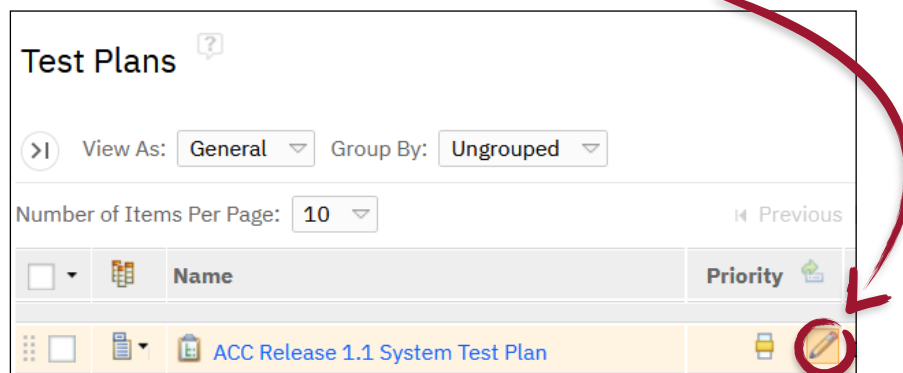 Test Plans ?
View As: General Group By: Ungrouped
Number of Items Per Page: 10 Previous
Name Priority
ACC Release 1.1 System Test Plan